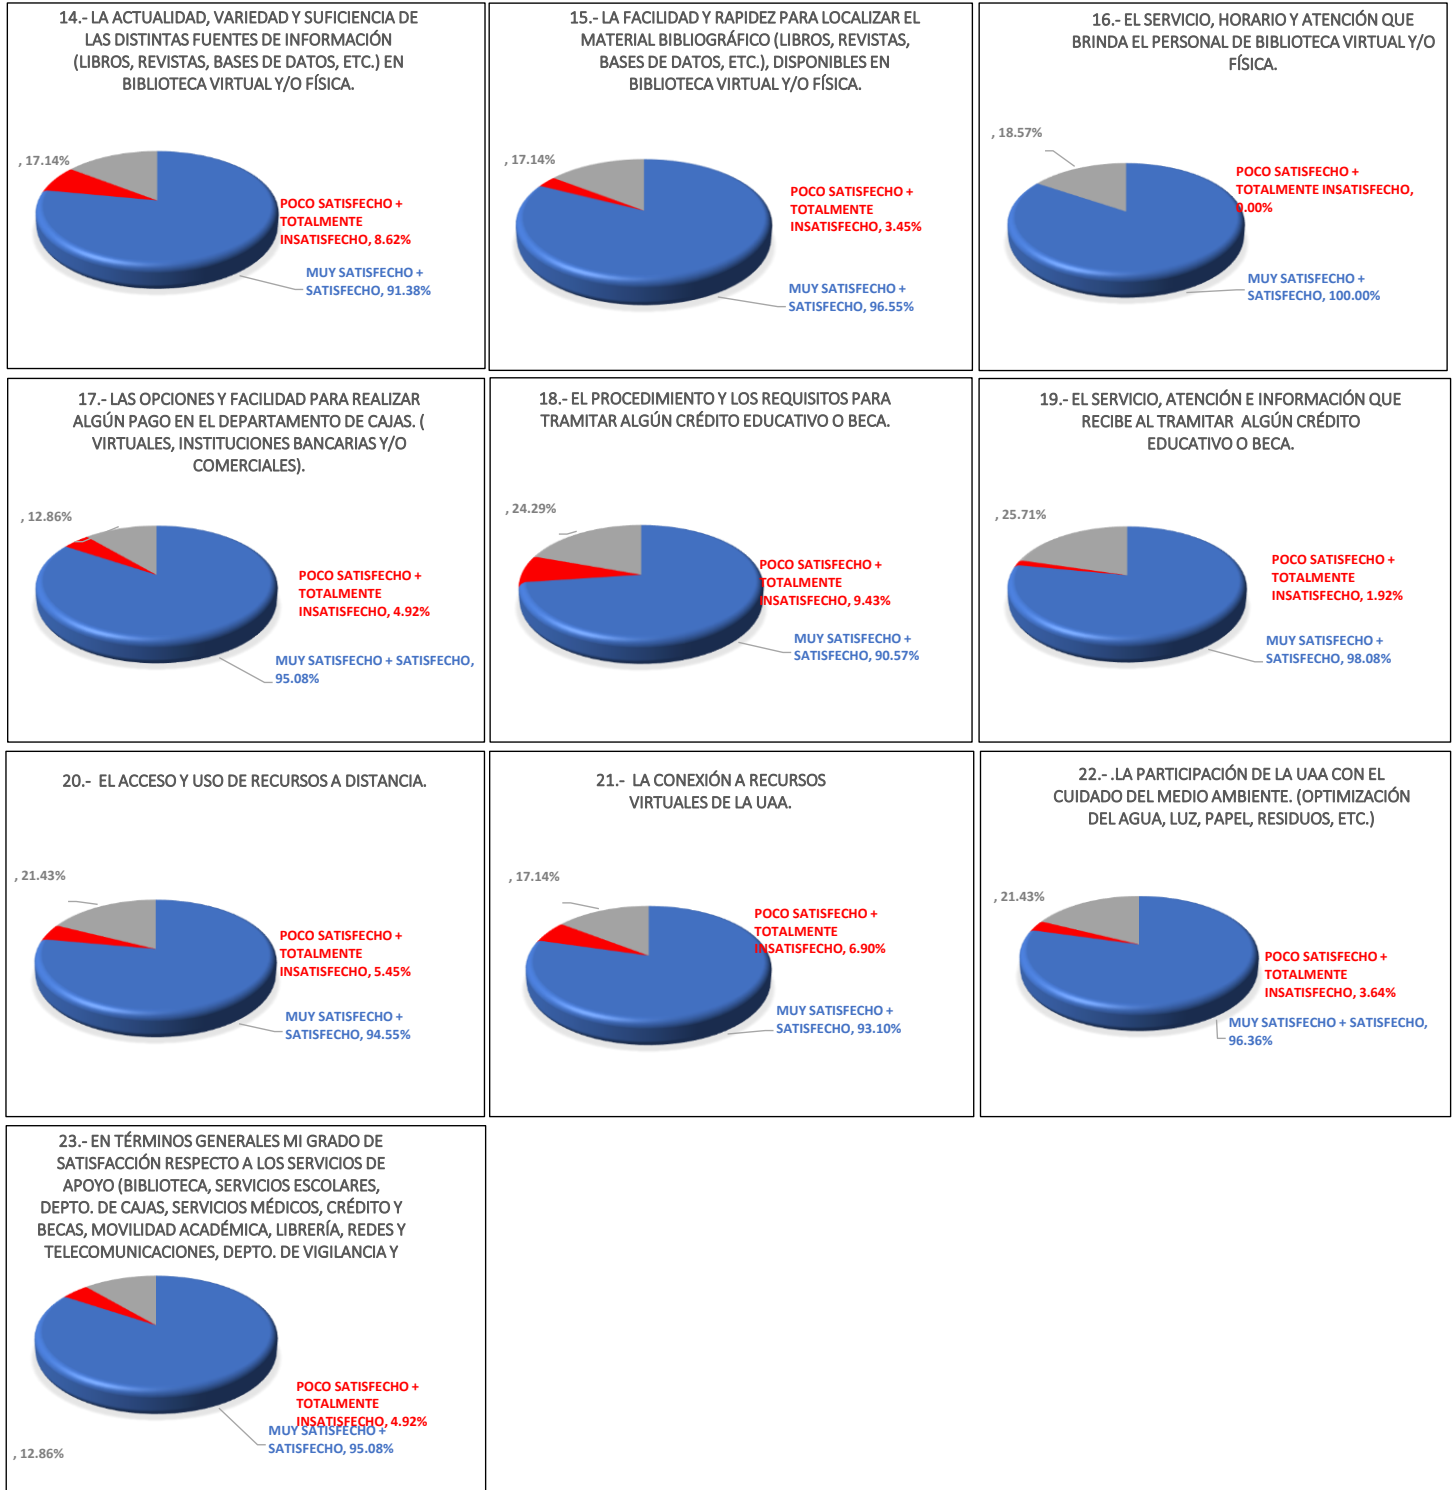 14.- LA ACTUALIDAD, VARIEDAD Y SUFICIENCIA DE
LAS DISTINTAS FUENTES DE INFORMACIÓN
(LIBROS, REVISTAS, BASES DE DATOS, ETC.) EN
BIBLIOTECA VIRTUAL Y/O FÍSICA.
, 17.14%
POCO SATISFECHO +
TOTALMENTE
INSATISFECHO, 8.62%
MUY SATISFECHO +
SATISFECHO, 91.38%
15.- LA FACILIDAD Y RAPIDEZ PARA LOCALIZAR EL
MATERIAL BIBLIOGRÁFICO (LIBROS, REVISTAS,
BASES DE DATOS, ETC.), DISPONIBLES EN
BIBLIOTECA VIRTUAL Y/O FÍSICA.
, 17.14%
POCO SATISFECHO +
TOTALMENTE
INSATISFECHO, 3.45%
MUY SATISFECHO +
SATISFECHO, 96.55%
16.- EL SERVICIO, HORARIO Y ATENCIÓN QUE
BRINDA EL PERSONAL DE BIBLIOTECA VIRTUAL Y/O
FÍSICA.
, 18.57%
POCO SATISFECHO +
TOTALMENTE INSATISFECHO,
0.00%
MUY SATISFECHO +
SATISFECHO, 100.00%
17.- LAS OPCIONES Y FACILIDAD PARA REALIZAR
ALGÚN PAGO EN EL DEPARTAMENTO DE CAJAS. (
VIRTUALES, INSTITUCIONES BANCARIAS Y/O
COMERCIALES).
, 12.86%
POCO SATISFECHO +
TOTALMENTE
INSATISFECHO, 4.92%
MUY SATISFECHO + SATISFECHO,
95.08%
18.- EL PROCEDIMIENTO Y LOS REQUISITOS PARA
TRAMITAR ALGÚN CRÉDITO EDUCATIVO O BECA.
, 24.29%
POCO SATISFECHO +
TOTALMENTE
INSATISFECHO, 9.43%
MUY SATISFECHO +
SATISFECHO, 90.57%
19.- EL SERVICIO, ATENCIÓN E INFORMACIÓN QUE
RECIBE AL TRAMITAR ALGÚN CRÉDITO
EDUCATIVO O BECA.
, 25.71%
POCO SATISFECHO +
TOTALMENTE
INSATISFECHO, 1.92%
MUY SATISFECHO +
SATISFECHO, 98.08%
20.- EL ACCESO Y USO DE RECURSOS A DISTANCIA.
, 21.43%
POCO SATISFECHO +
TOTALMENTE
INSATISFECHO, 5.45%
MUY SATISFECHO +
SATISFECHO, 94.55%
21.- LA CONEXIÓN A RECURSOS
VIRTUALES DE LA UAA.
, 17.14%
POCO SATISFECHO +
TOTALMENTE
INSATISFECHO, 6.90%
MUY SATISFECHO +
SATISFECHO, 93.10%
22.- .LA PARTICIPACIÓN DE LA UAA CON EL
CUIDADO DEL MEDIO AMBIENTE. (OPTIMIZACIÓN
DEL AGUA, LUZ, PAPEL, RESIDUOS, ETC.)
, 21.43%
POCO SATISFECHO +
TOTALMENTE
INSATISFECHO, 3.64%
MUY SATISFECHO + SATISFECHO,
96.36%
23.- EN TÉRMINOS GENERALES MI GRADO DE
SATISFACCIÓN RESPECTO A LOS SERVICIOS DE
APOYO (BIBLIOTECA, SERVICIOS ESCOLARES,
DEPTO. DE CAJAS, SERVICIOS MÉDICOS, CRÉDITO Y
BECAS, MOVILIDAD ACADÉMICA, LIBRERÍA, REDES Y
TELECOMUNICACIONES, DEPTO. DE VIGILANCIA Y
POCO SATISFECHO +
TOTALMENTE
INSATISFECHO, 4.92%
MUY SATISFECHO +
SATISFECHO, 95.08%
, 12.86%